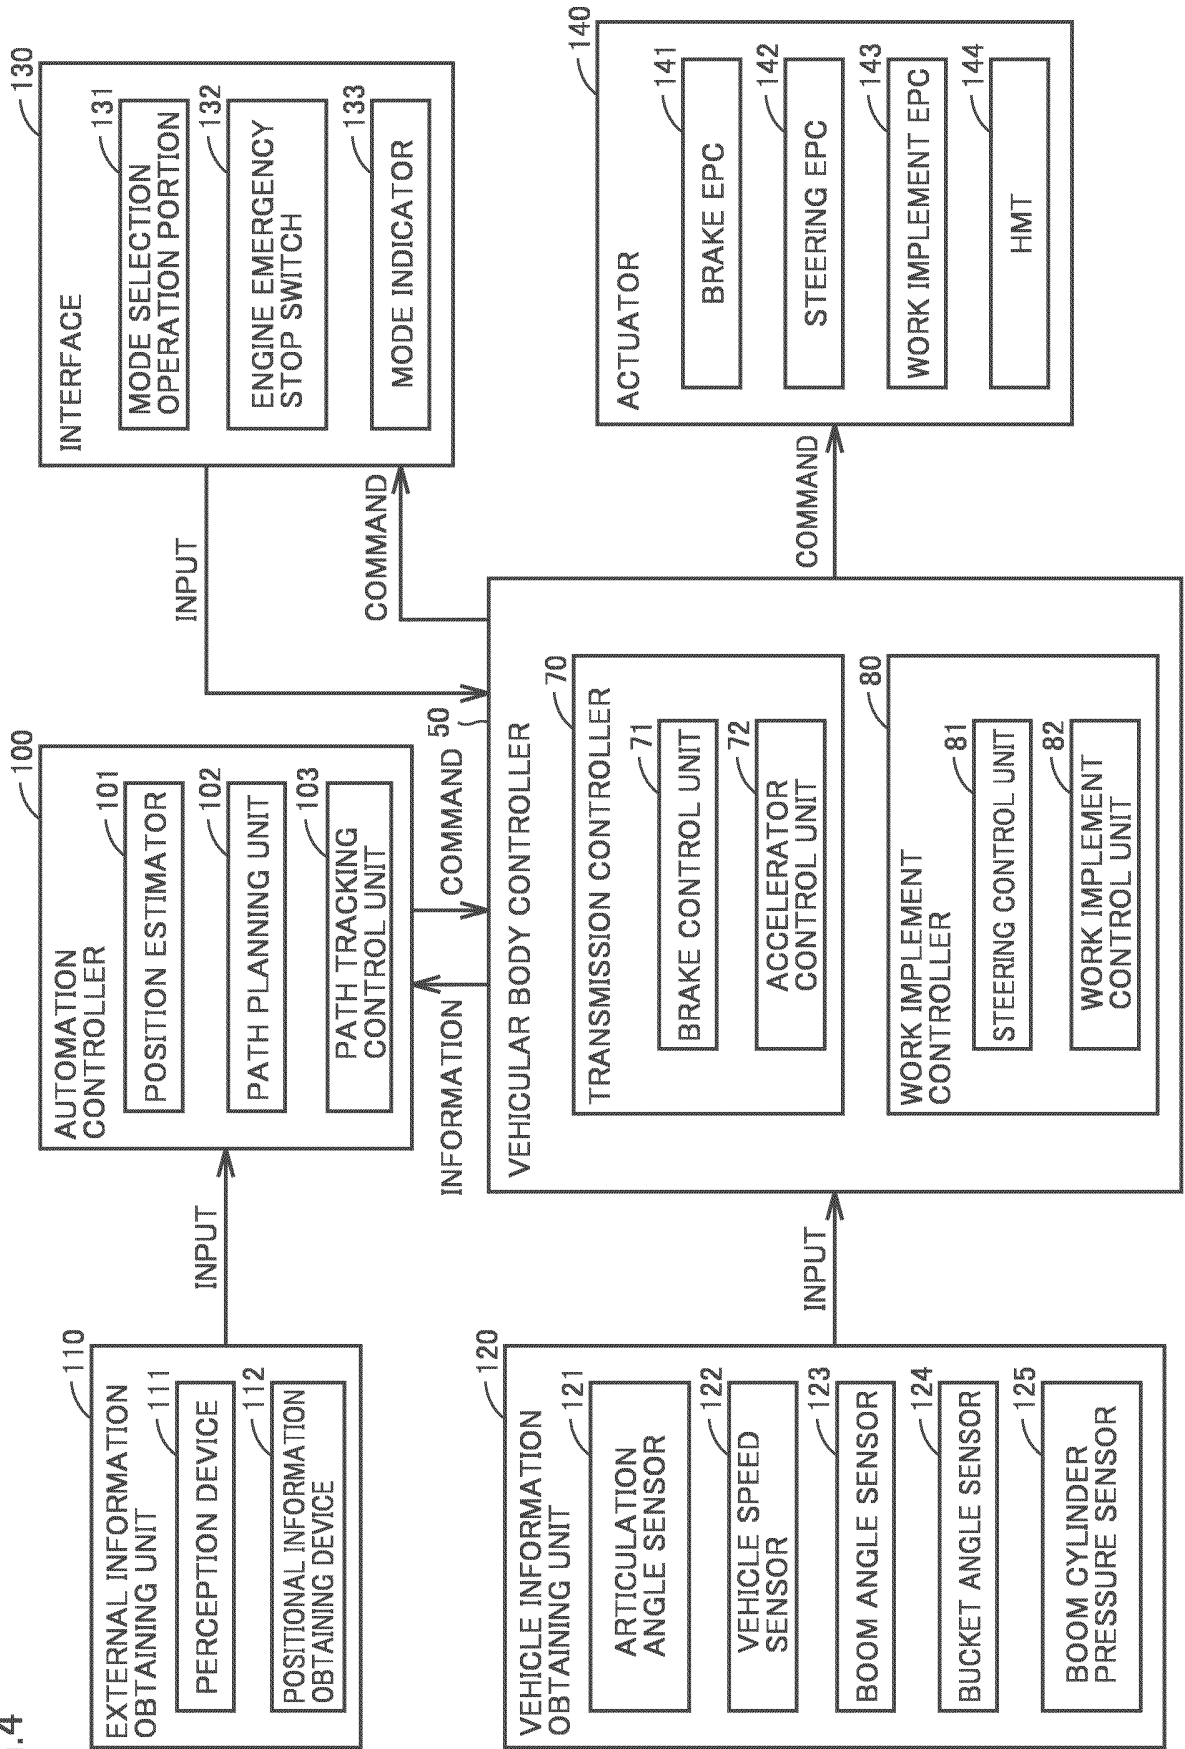 .4
110
EXTERNAL INFORMATION
OBTAINING UNIT
111
PERCEPTION DEVICE
112
POSITIONAL INFORMATION
OBTAINING DEVICE
INPUT
100
AUTOMATION
CONTROLLER
101
POSITION ESTIMATOR
102
PATH PLANNING UNIT
103
PATH TRACKING
CONTROL UNIT
INPUT
130
INTERFACE
131
MODE SELECTION
OPERATION PORTION
132
ENGINE EMERGENCY
STOP SWITCH
133
MODE INDICATOR
COMMAND
INFORMATION
COMMAND
120
VEHICLE INFORMATION
OBTAINING UNIT
121
ARTICULATION
ANGLE SENSOR
122
VEHICLE SPEED
SENSOR
123
BOOM ANGLE SENSOR
124
BUCKET ANGLE SENSOR
125
BOOM CYLINDER
PRESSURE SENSOR
INPUT
50
VEHICULAR BODY CONTROLLER
70
TRANSMISSION CONTROLLER
71
BRAKE CONTROL UNIT
72
ACCELERATOR
CONTROL UNIT
80
WORK IMPLEMENT
CONTROLLER
81
STEERING CONTROL UNIT
82
WORK IMPLEMENT
CONTROL UNIT
COMMAND
140
ACTUATOR
141
BRAKE EPC
142
STEERING EPC
143
WORK IMPLEMENT EPC
144
HMT